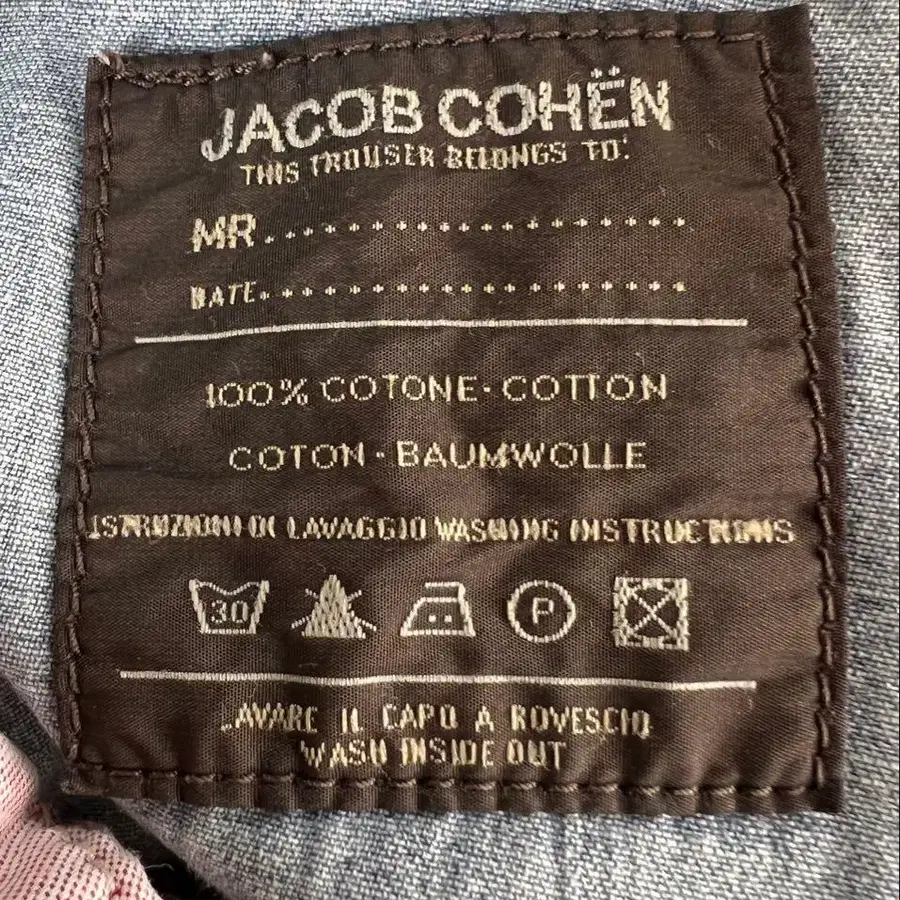 JACOB COHËN
THIS TROUSER BELONGS TO:
MR....................
DATE....................
100% COTONE - COTTON
COTON - BAUMWOLLE
ISTRUZIONI DI LAVAGGIO WASHING INSTRUCTIONS
30 P
LAVARE IL CAPO A ROVESCIO
WASH INSIDE OUT